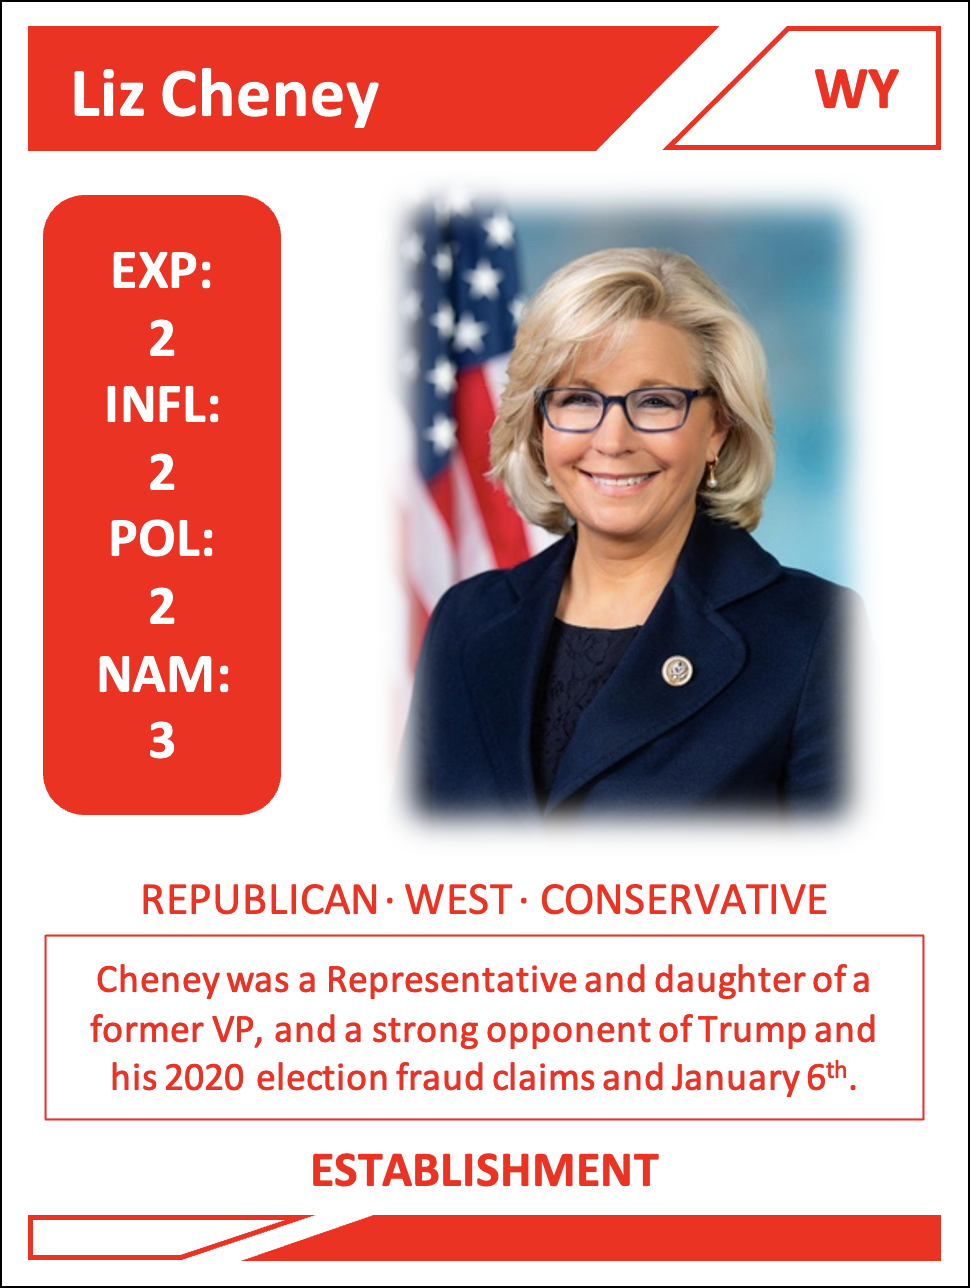 Liz Cheney
WY
EXP:
2
INFL:
2
POL:
2
NAM:
3
REPUBLICAN · WEST · CONSERVATIVE
Cheney was a Representative and daughter of a
former VP, and a strong opponent of Trump and
his 2020 election fraud claims and January 6th.
ESTABLISHMENT